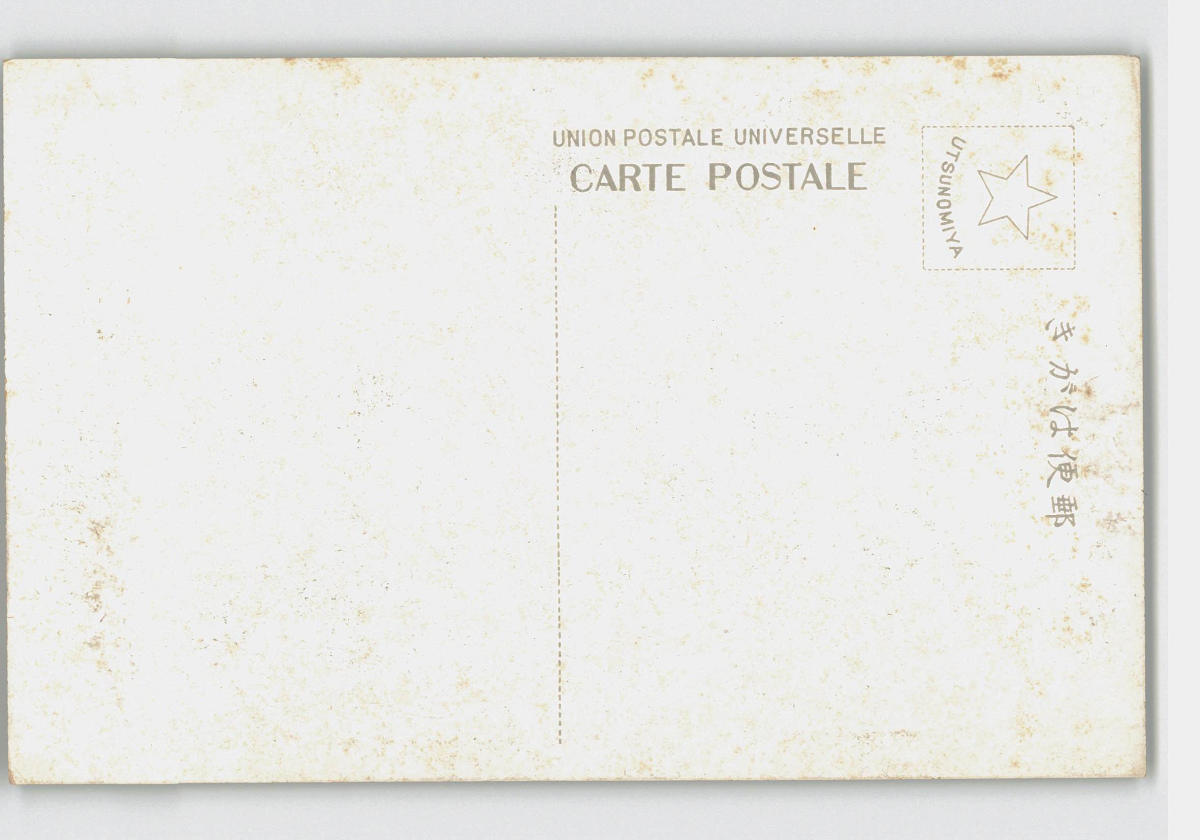 UNION POSTALE UNIVERSELLE
CARTE POSTALE
UTSUNOMIYA
郵便はがき